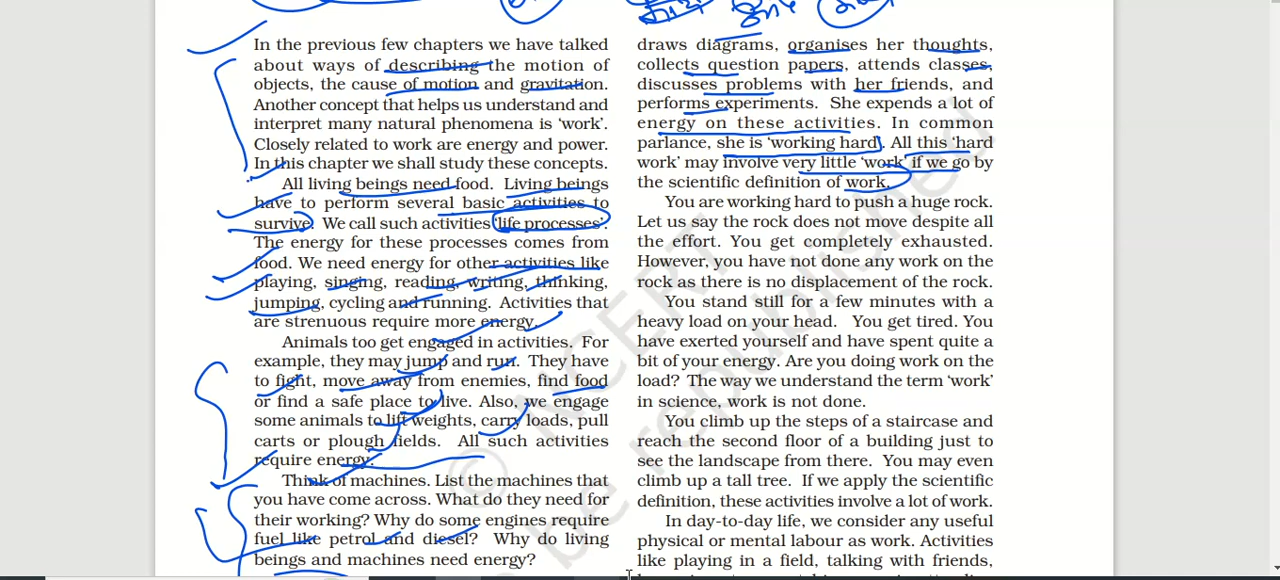 In the previous few chapters we have talked
about ways of describing the motion of
objects, the cause of motion and gravitation.
Another concept that helps us understand and
interpret many natural phenomena is ‘work’.
Closely related to work are energy and power.
In this chapter we shall study these concepts.
All living beings need food. Living beings
have to perform several basic activities to
survive. We call such activities ‘life processes’.
The energy for these processes comes from
food. We need energy for other activities like
playing, singing, reading, writing, thinking,
jumping, cycling and running. Activities that
are strenuous require more energy.
Animals too get engaged in activities. For
example, they may jump and run. They have
to fight, move away from enemies, find food
or find a safe place to live. Also, we engage
some animals to lift weights, carry loads, pull
carts or plough fields. All such activities
require energy.
Think of machines. List the machines that
you have come across. What do they need for
their working? Why do some engines require
fuel like petrol and diesel? Why do living
beings and machines need energy?
draws diagrams, organises her thoughts,
collects question papers, attends classes,
discusses problems with her friends, and
performs experiments. She expends a lot of
energy on these activities. In common
parlance, she is ‘working hard’. All this ‘hard
work’ may involve very little ‘work’ if we go by
the scientific definition of work.
You are working hard to push a huge rock.
Let us say the rock does not move despite all
the effort. You get completely exhausted.
However, you have not done any work on the
rock as there is no displacement of the rock.
You stand still for a few minutes with a
heavy load on your head. You get tired. You
have exerted yourself and have spent quite a
bit of your energy. Are you doing work on the
load? The way we understand the term ‘work’
in science, work is not done.
You climb up the steps of a staircase and
reach the second floor of a building just to
see the landscape from there. You may even
climb up a tall tree. If we apply the scientific
definition, these activities involve a lot of work.
In day-to-day life, we consider any useful
physical or mental labour as work. Activities
like playing in a field, talking with friends,
© NCERT
be republished